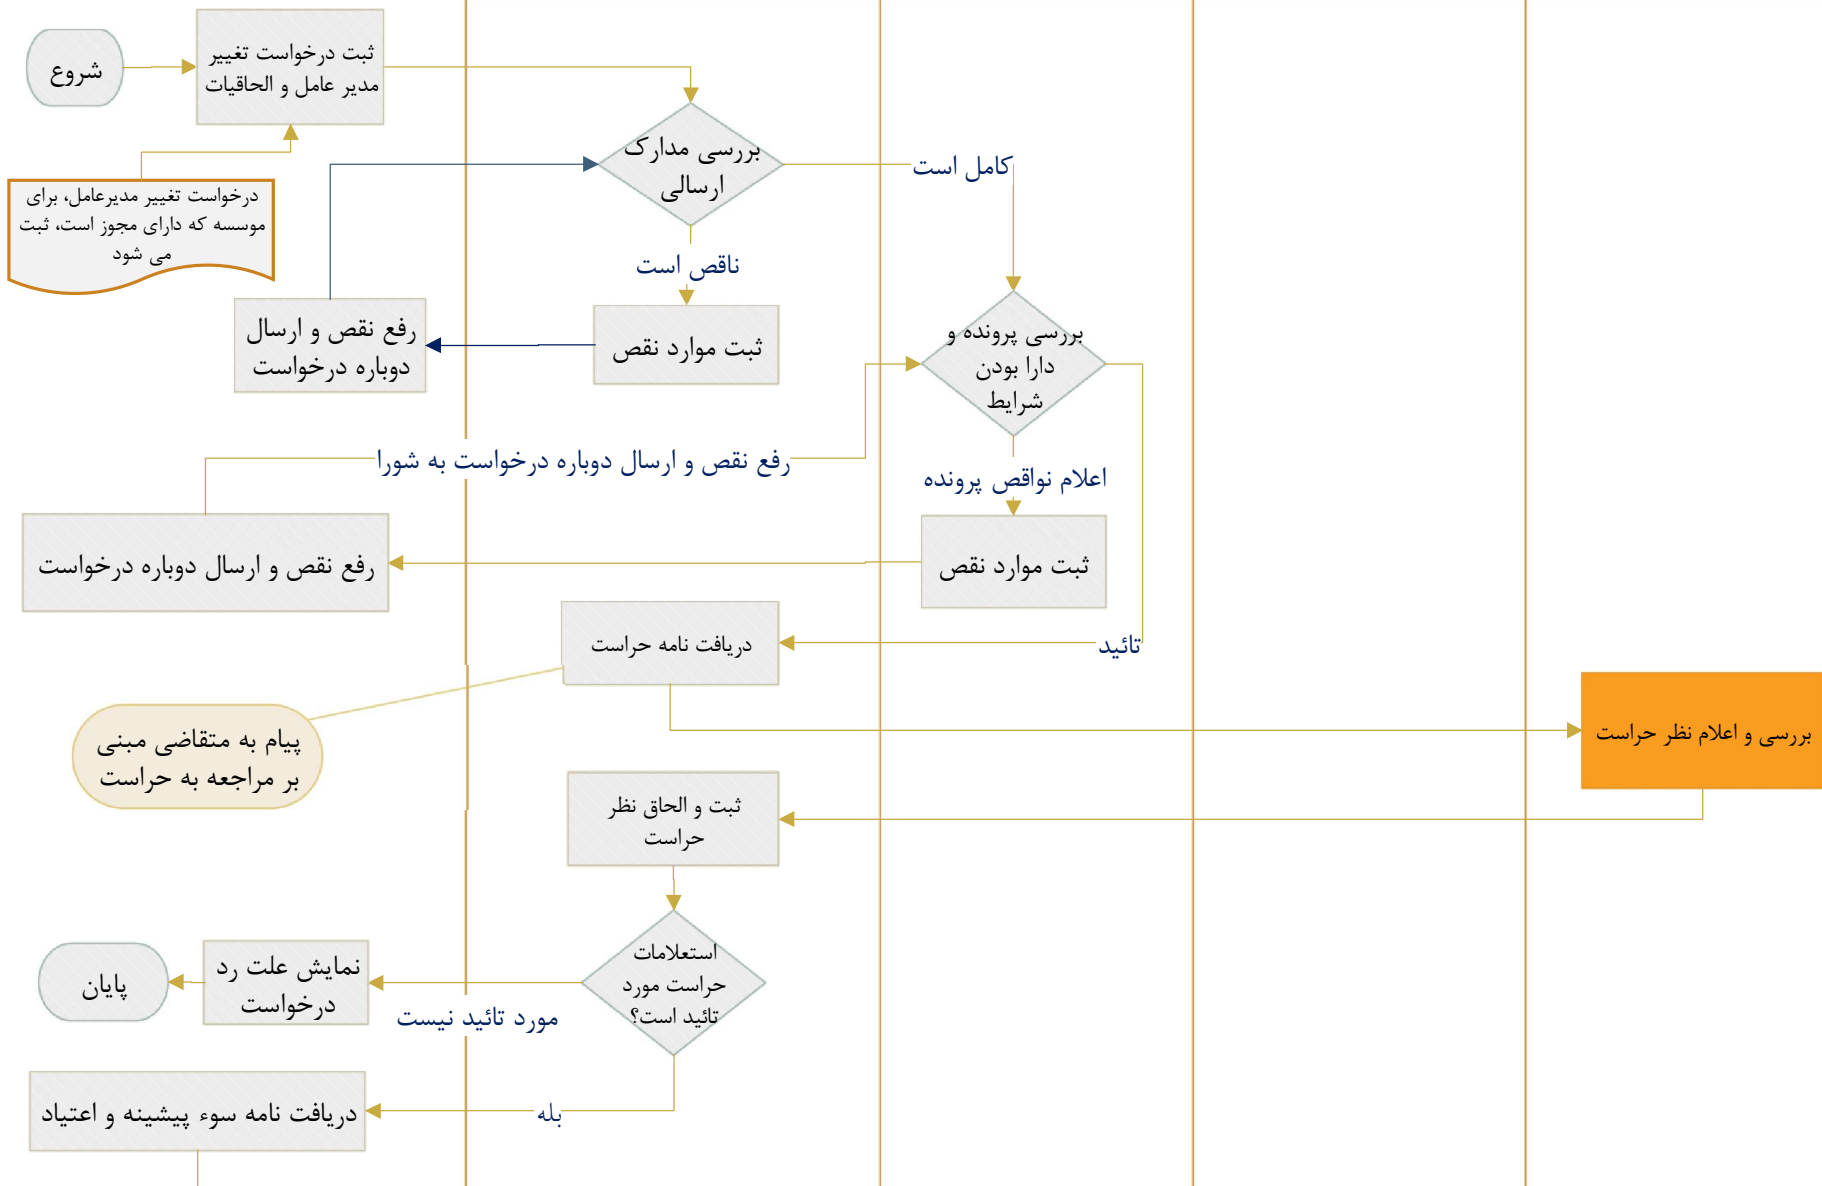 شروع
ثبت درخواست تغییر
مدیر عامل و الحاقیات
درخواست تغییر مدیرعامل، برای
موسسه که دارای مجوز است، ثبت
می شود
بررسی مدارک
ارسالی
کامل است
ناقص است
ثبت موارد نقص
رفع نقص و ارسال
دوباره درخواست
بررسی پرونده و
دارا بودن
شرایط
رفع نقص و ارسال دوباره درخواست به شورا
اعلام نواقص پرونده
ثبت موارد نقص
رفع نقص و ارسال دوباره درخواست
تائید
دریافت نامه حراست
پیام به متقاضی مبنی
بر مراجعه به حراست
بررسی و اعلام نظر حراست
ثبت و الحاق نظر
حراست
استعلامات
حراست مورد
تائید است؟
مورد تائید نیست
نمایش علت رد
درخواست
پایان
بله
دریافت نامه سوء پیشینه و اعتیاد